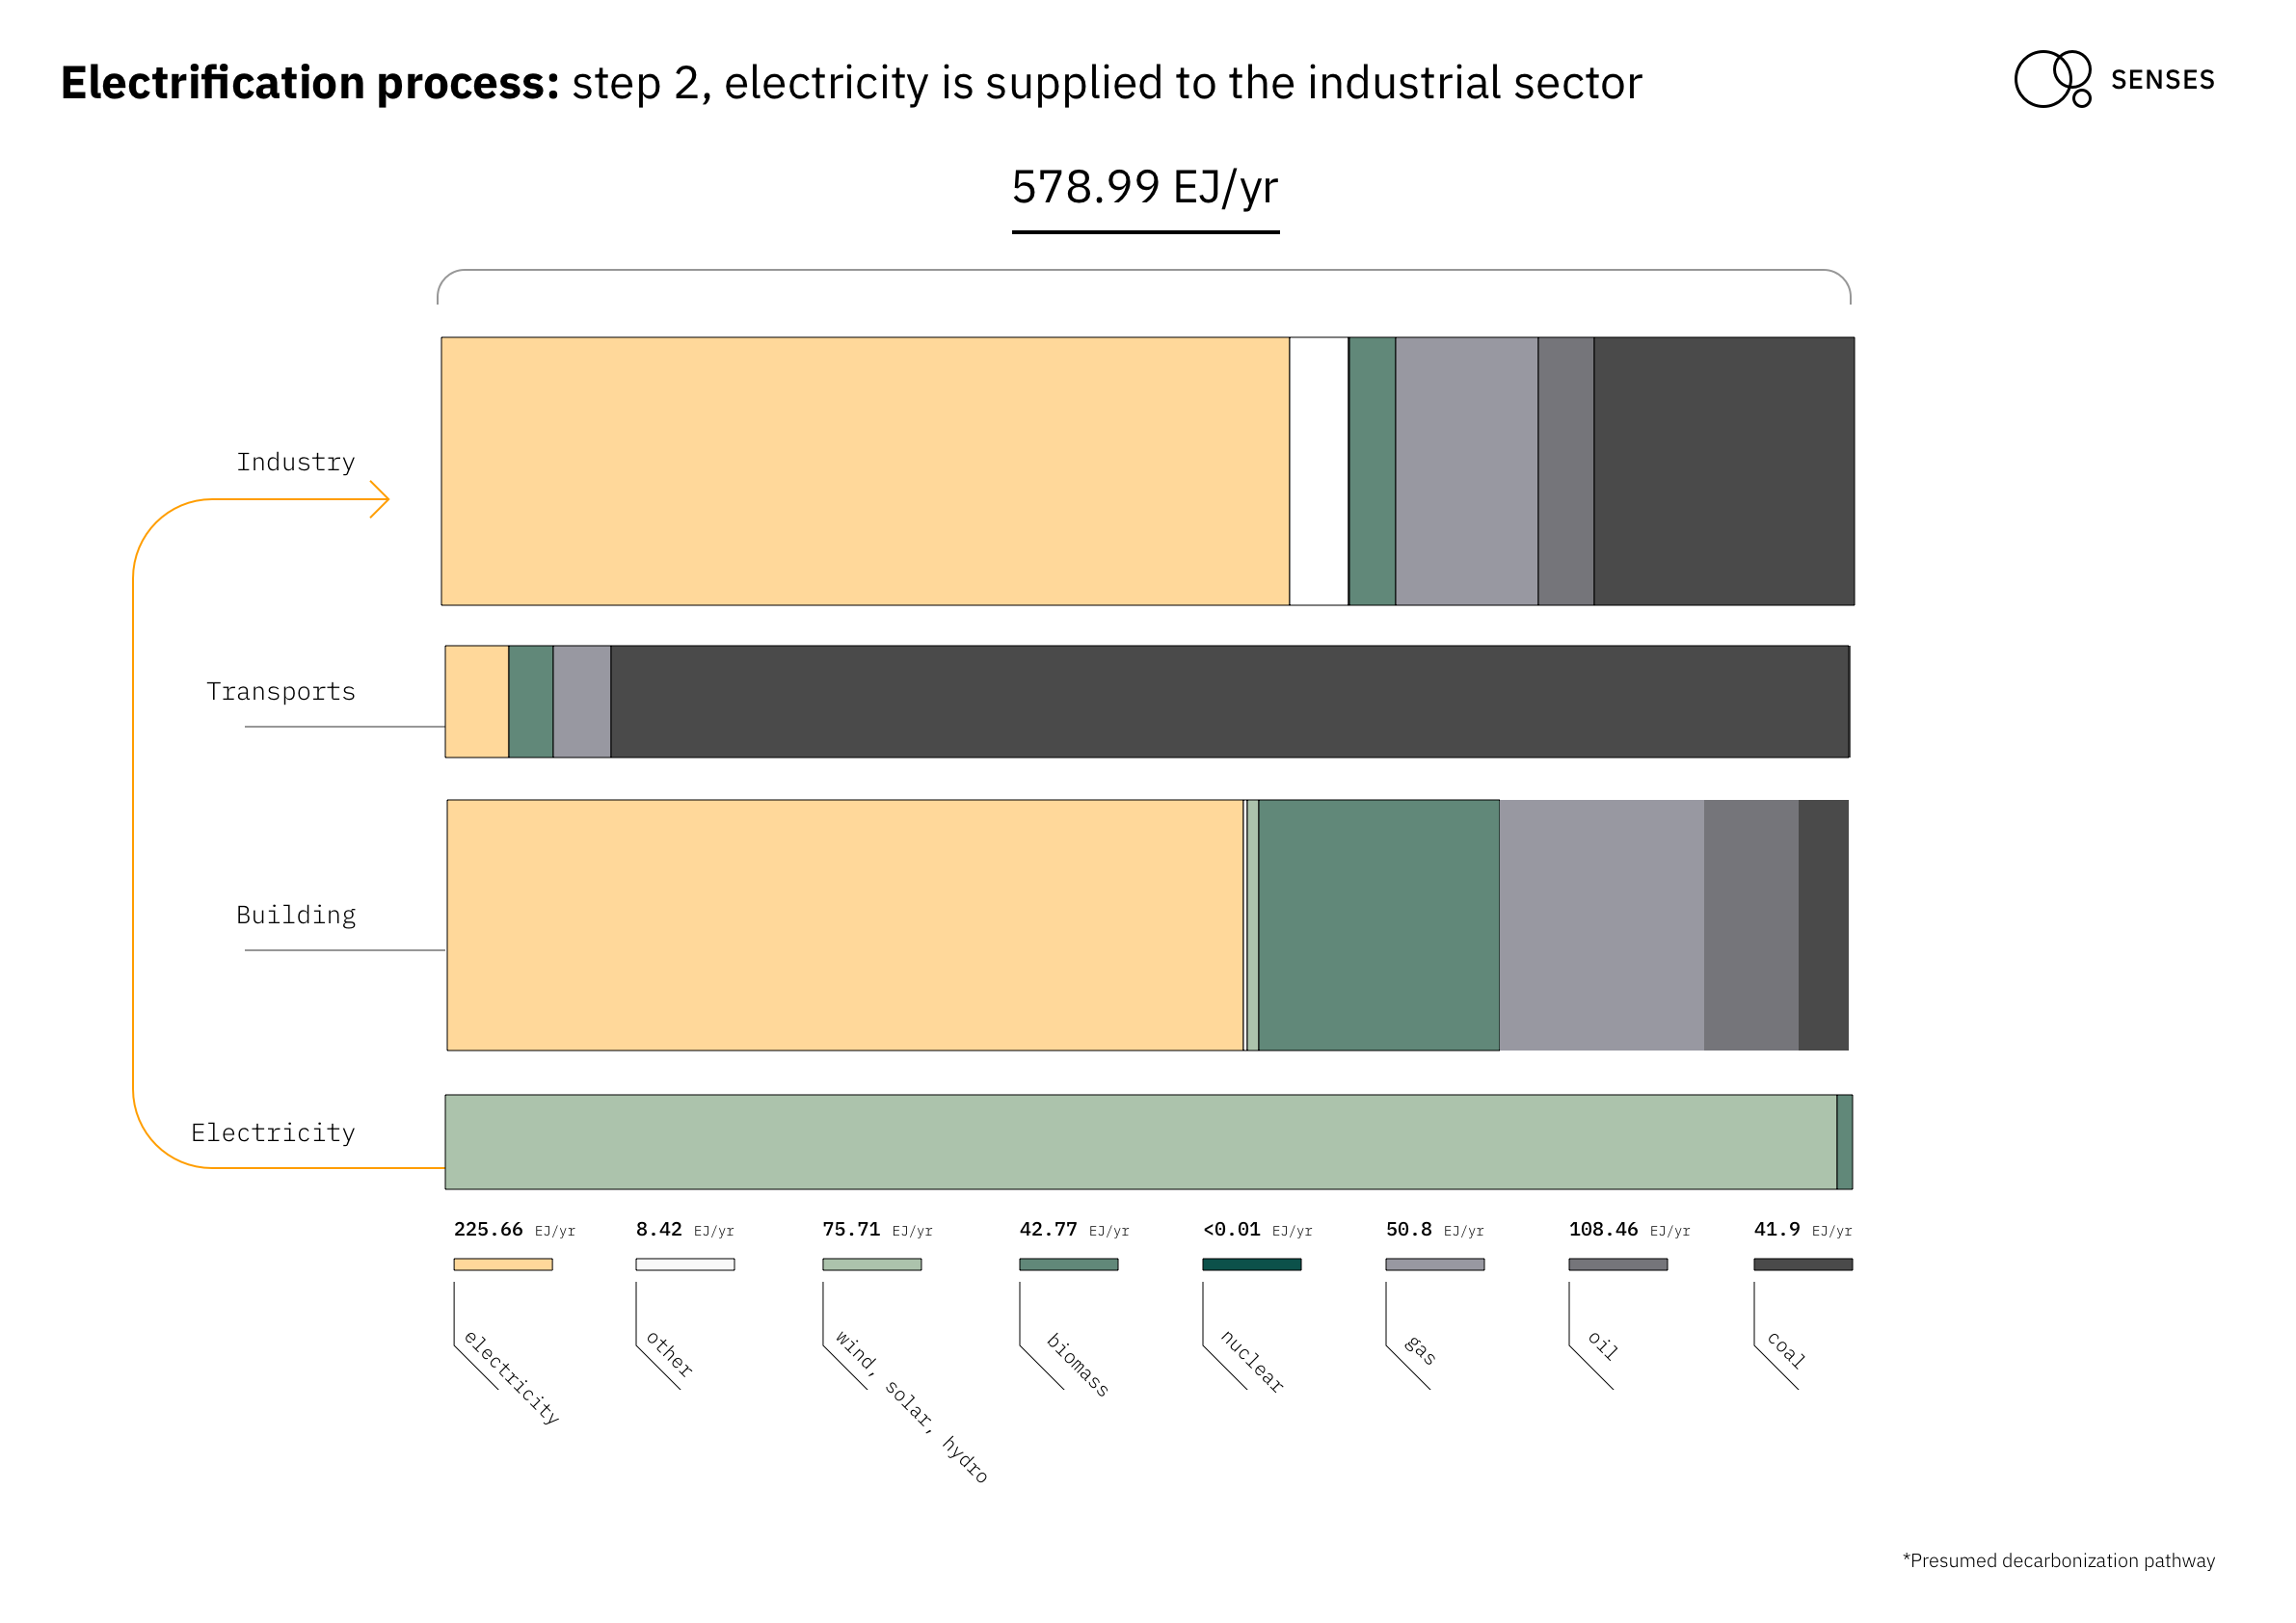 Electrification process: step 2, electricity is supplied to the industrial sector
SENSES
578.99 EJ/yr
Industry
Transports
Building
Electricity
225.66 EJ/yr
8.42 EJ/yr
75.71 EJ/yr
42.77 EJ/yr
<0.01 EJ/yr
50.8 EJ/yr
108.46 EJ/yr
41.9 EJ/yr
electricity
other
wind, solar, hydro
biomass
nuclear
gas
oil
coal
*Presumed decarbonization pathway